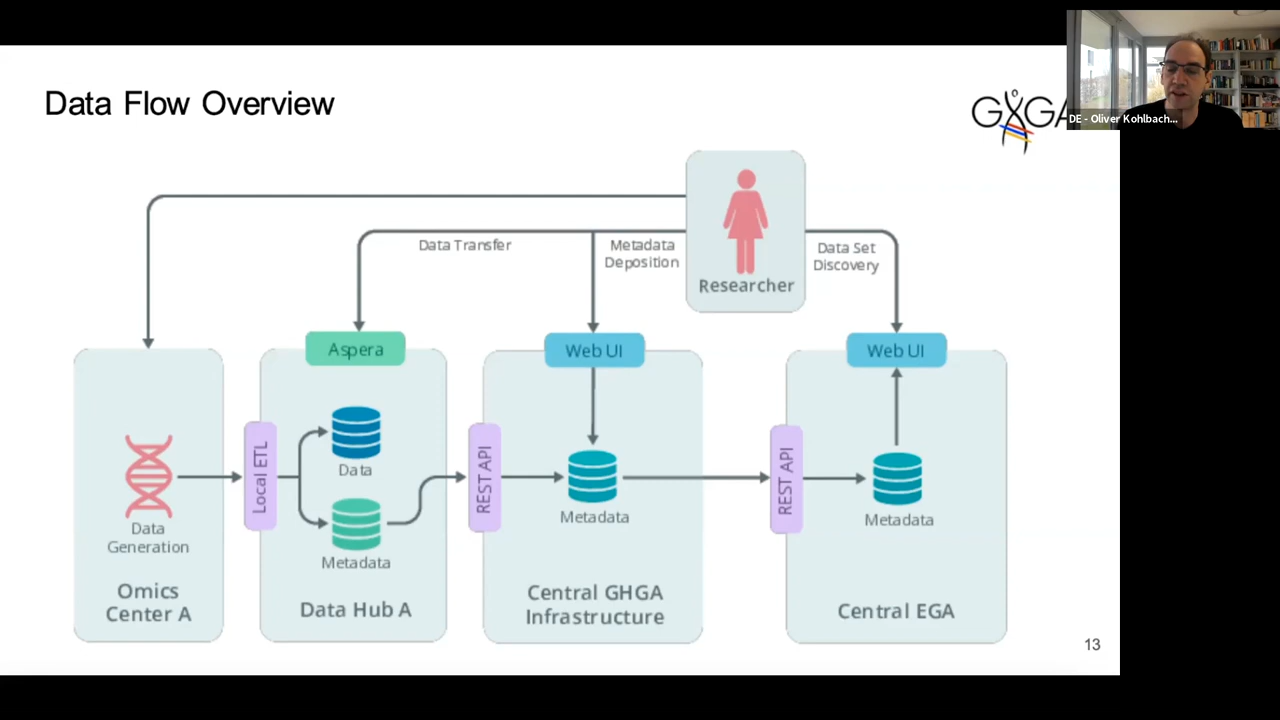 Data Flow Overview
GHGA
DE - Oliver Kohlbach...
Data Transfer
Metadata
Deposition
Data Set
Discovery
Researcher
Aspera
Web UI
Web UI
Local ETL
Data
REST API
Metadata
REST API
Metadata
Data
Generation
Metadata
Omics
Center A
Data Hub A
Central GHGA
Infrastructure
Central EGA
13